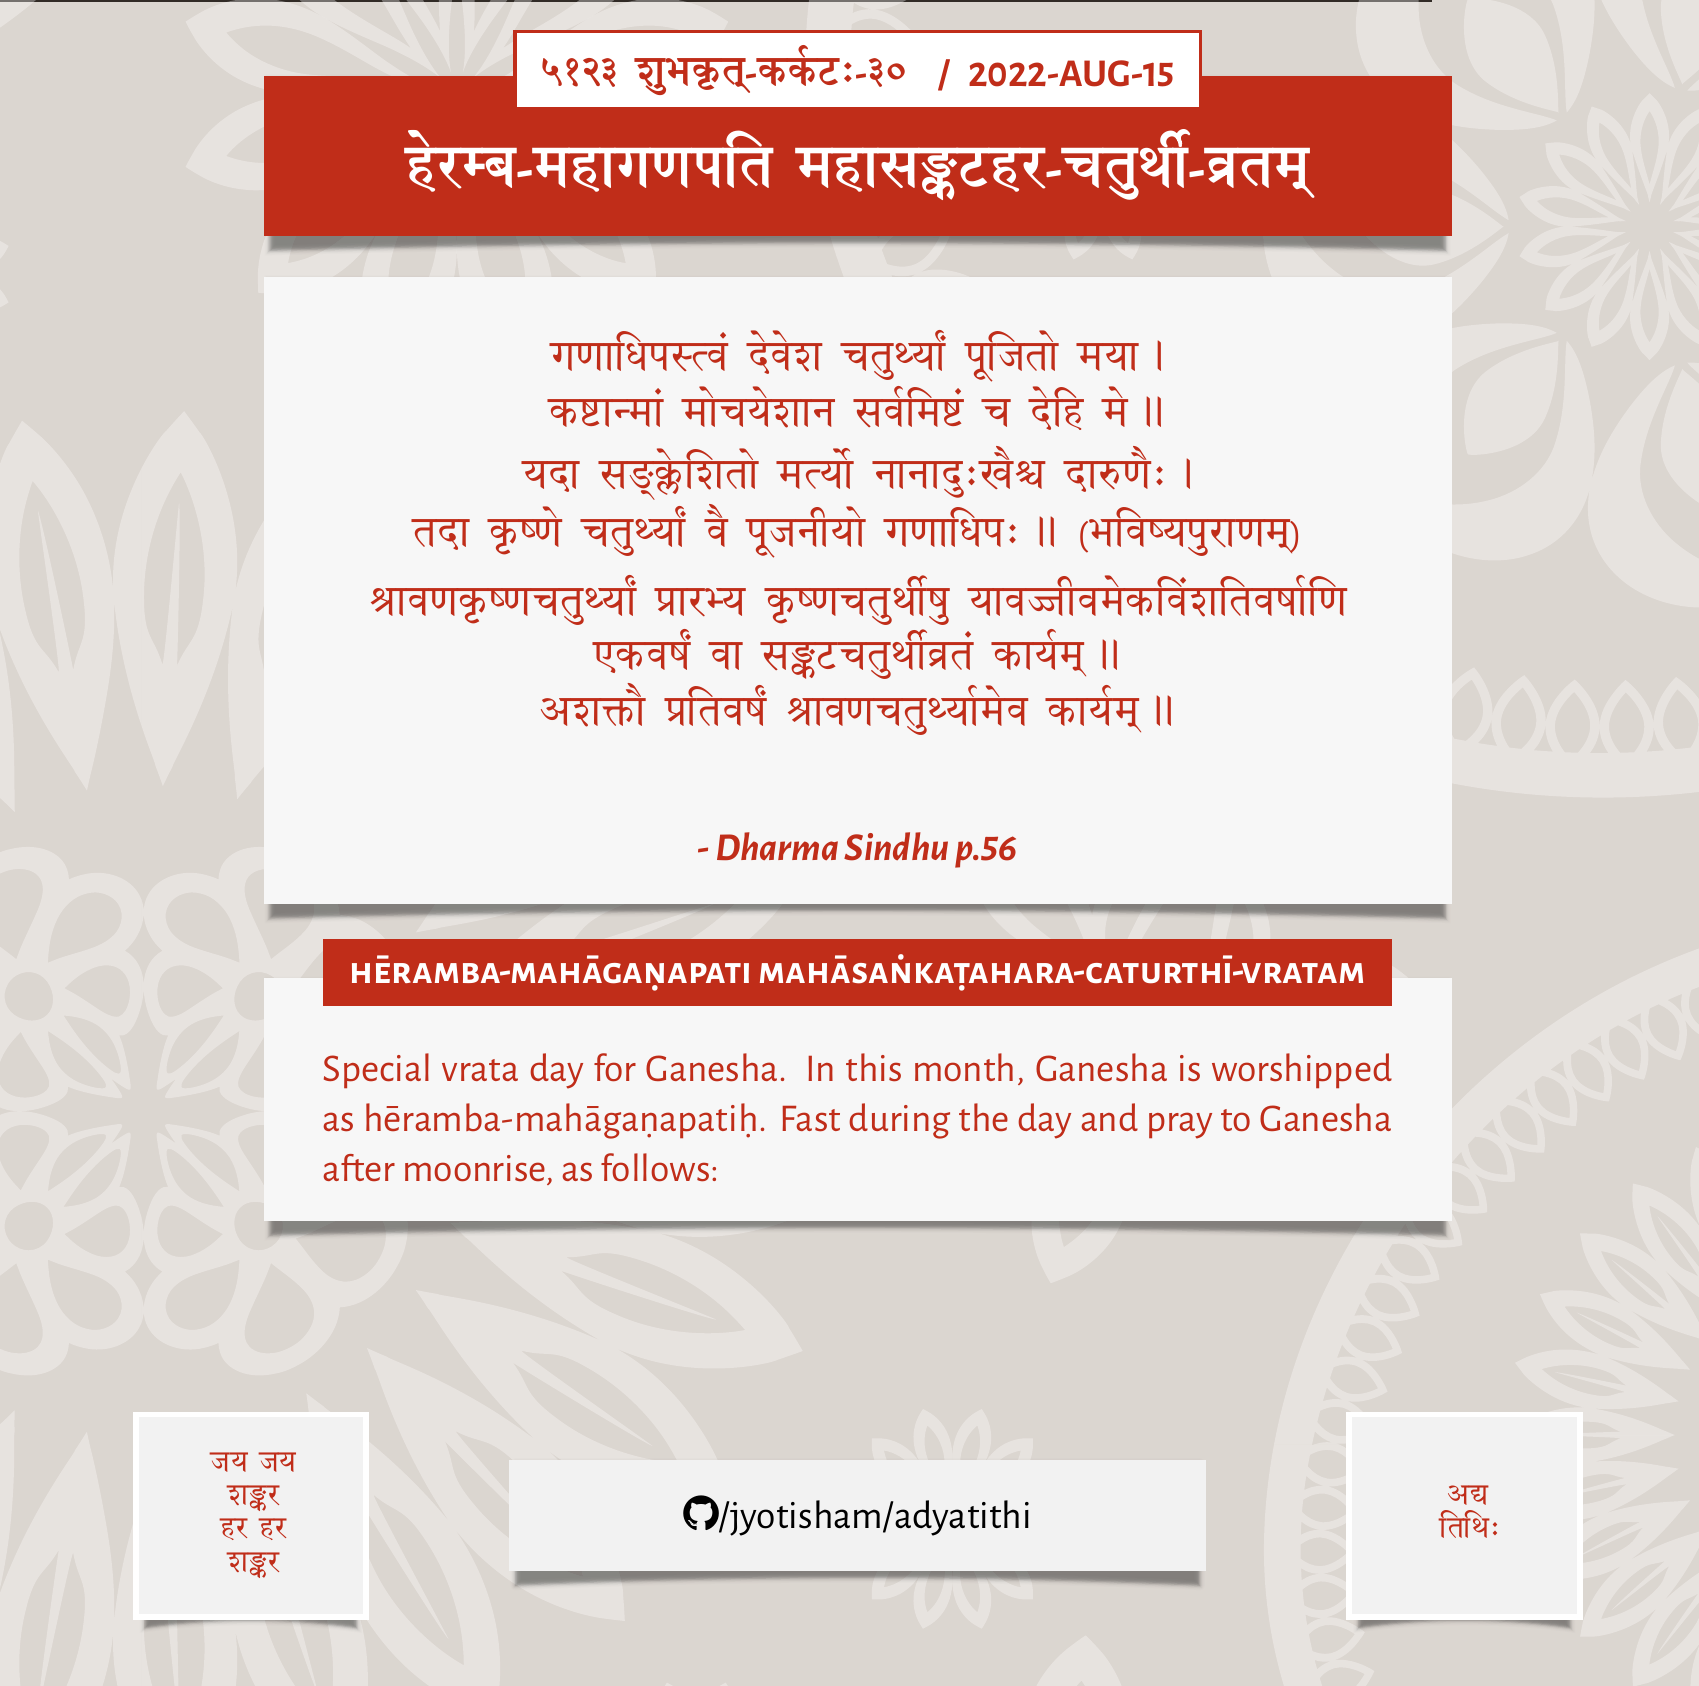 ५१२३ शुभकृत्-कर्कटः-३० / 2022-AUG-15
हेरम्ब-महागणपति महासङ्कटहर-चतुर्थी-व्रतम्
गणाधिपस्त्वं देवेश चतुर्थ्यां पूजितो मया ।
कष्टान्मां मोचयेशान सर्वमिष्टं च देहि मे ॥
यदा सङ्क्लेशितो मर्त्यो नानादुःखैश्च दारुणैः ।
तदा कृष्णे चतुर्थ्यां वै पूजनीयो गणाधिपः ॥ (भविष्यपुराणम्)
श्रावणकृष्णचतुर्थ्यां प्रारभ्य कृष्णचतुर्थीषु यावज्जीवमेकविंशतिवर्षाणि
एकवर्षं वा सङ्कटचतुर्थीव्रतं कार्यम् ॥
अशक्तौ प्रतिवर्षं श्रावणचतुर्थ्यामेव कार्यम् ॥
- Dharma Sindhu p.56
HĒRAMBA-MAHĀGAṆAPATI MAHĀSAṄKAṬAHARA-CATURTHĪ-VRATAM
Special vrata day for Ganesha. In this month, Ganesha is worshipped
as hēramba-mahāgaṇapatiḥ. Fast during the day and pray to Ganesha
after moonrise, as follows:
जय जय
शङ्कर
हर हर
शङ्कर
/jyotisham/adyatithi
अद्य
तिथिः